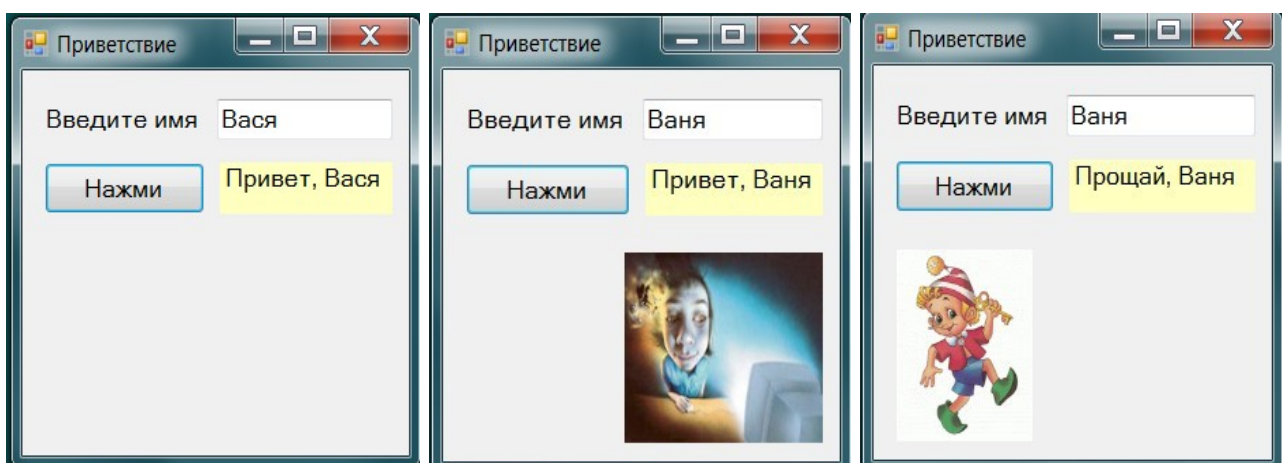 Приветствие
Введите имя Вася
Нажми Привет, Вася
Приветствие
Введите имя Ваня
Нажми Привет, Ваня
Приветствие
Введите имя Ваня
Нажми Прощай, Ваня